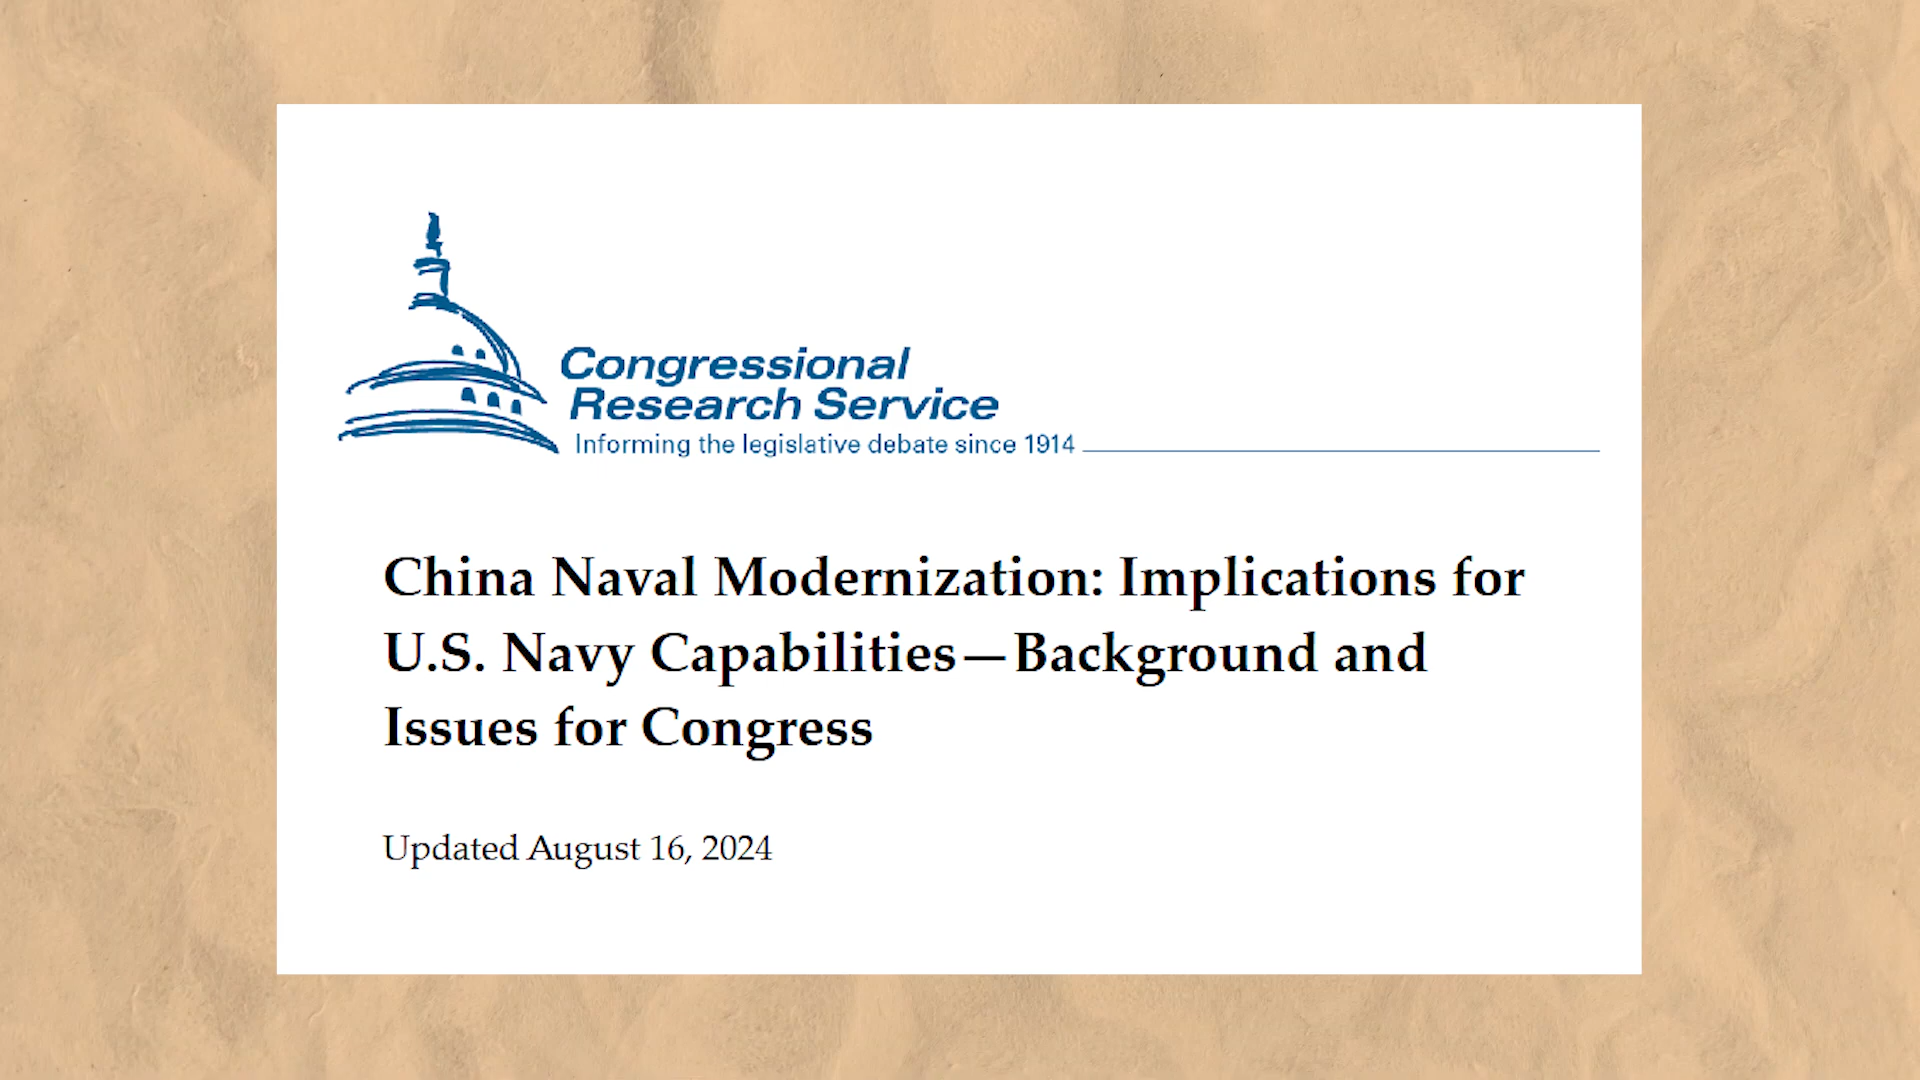 Congressional
Research Service
Informing the legislative debate since 1914
China Naval Modernization: Implications for
U.S. Navy Capabilities—Background and
Issues for Congress
Updated August 16, 2024